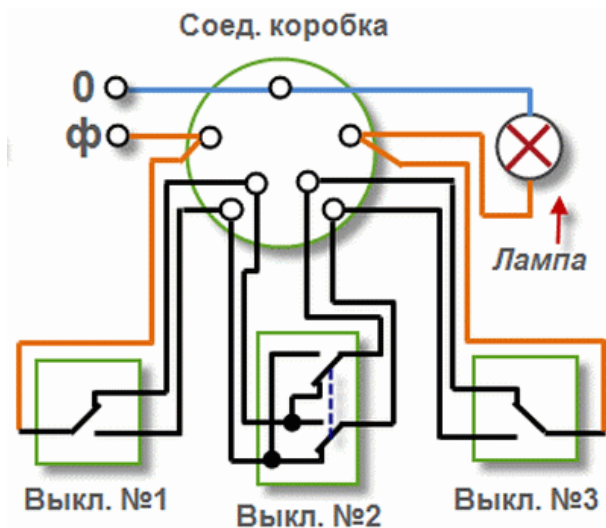 Соед. коробка
0
ф
Лампа
Выкл. №1
Выкл. №2
Выкл. №3